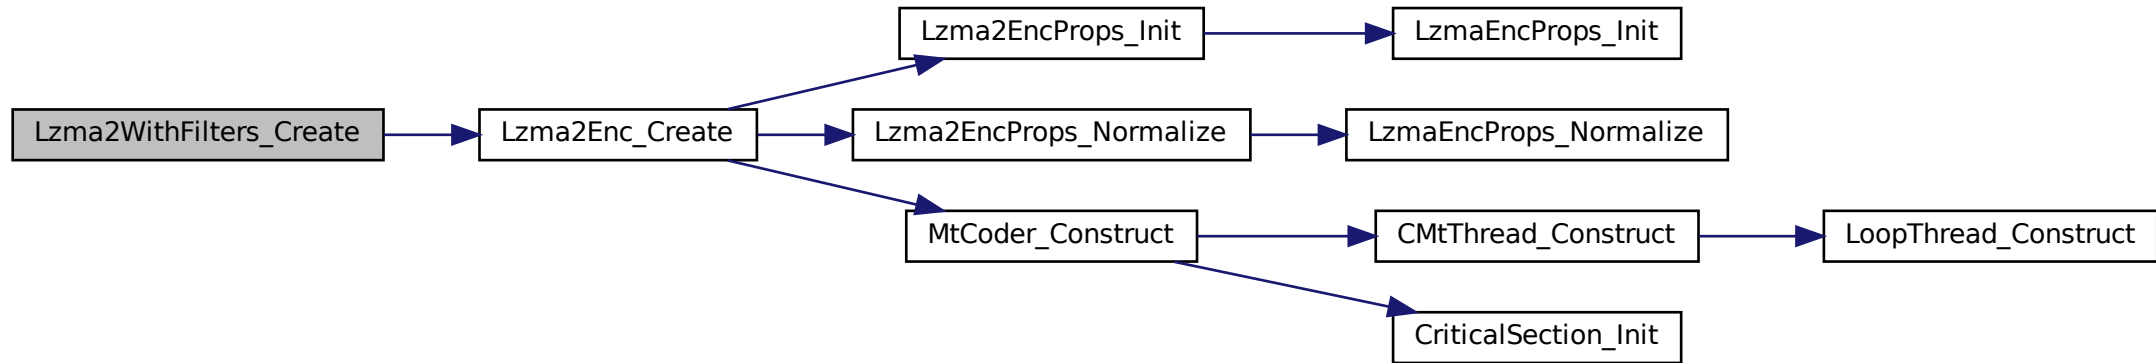 Lzma2EncProps_Init
LzmaEncProps_Init
Lzma2WithFilters_Create
Lzma2Enc_Create
Lzma2EncProps_Normalize
LzmaEncProps_Normalize
MtCoder_Construct
CMtThread_Construct
LoopThread_Construct
CriticalSection_Init